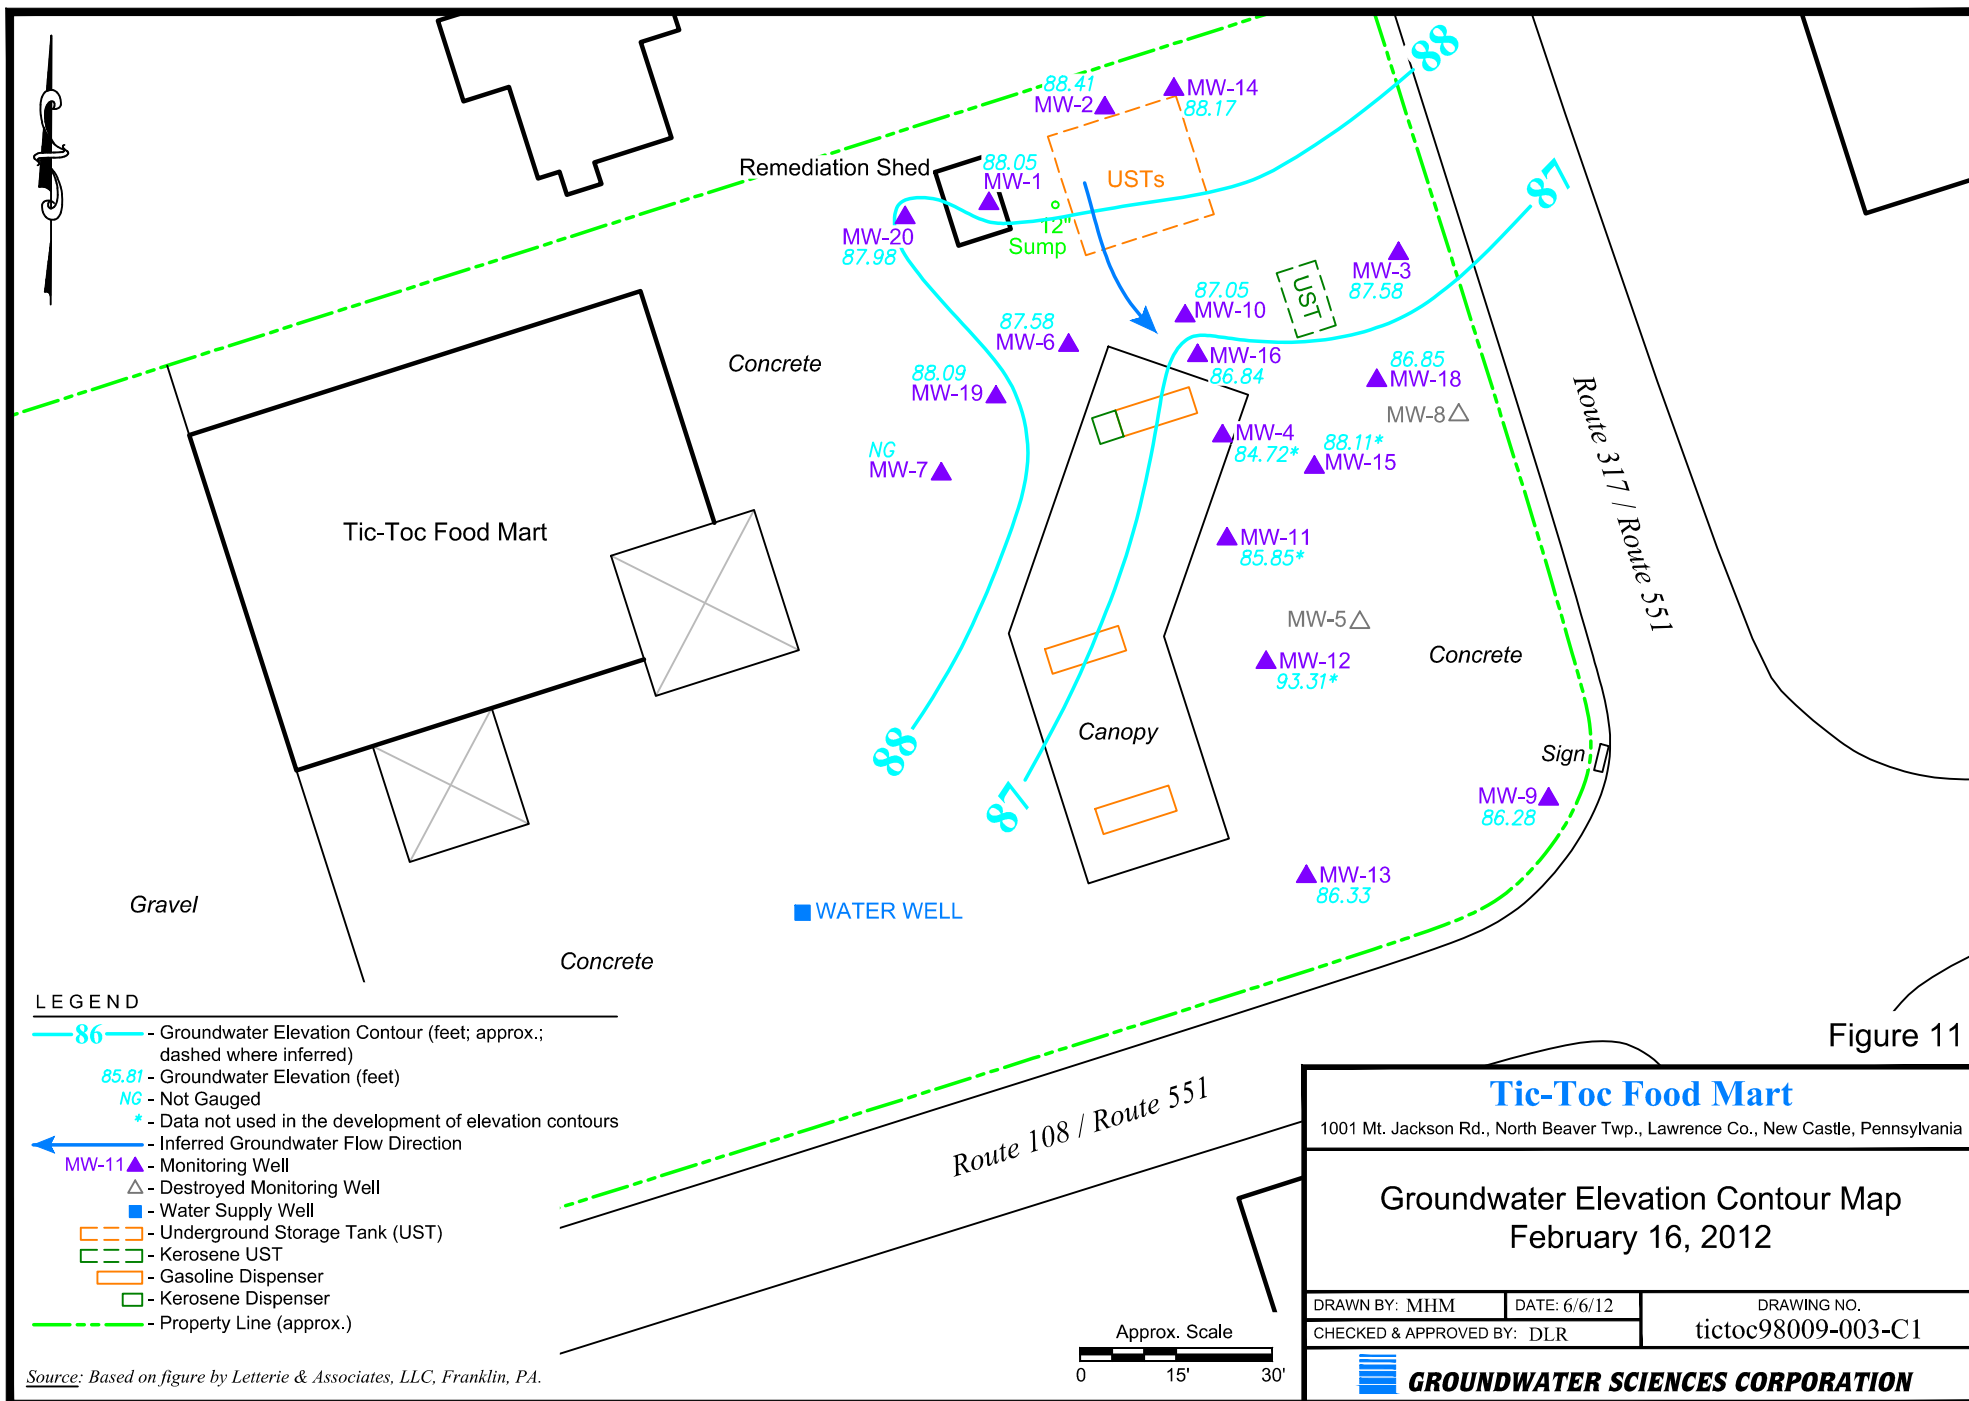 88
88.41
MW-2
MW-14
88.17
Remediation Shed
88.05
MW-1
USTs
87
12"
Sump
MW-20
87.98
MW-3
87.58
UST
87.05
MW-10
87.58
MW-6
Concrete
MW-16
86.84
88.09
MW-19
86.85
MW-18
MW-8
Route 317 / Route 551
NG
MW-7
MW-4
84.72*
88.11*
MW-15
Tic-Toc Food Mart
MW-11
85.85*
MW-5
MW-12
93.31*
Concrete
Canopy
88
87
Sign
MW-9
86.28
MW-13
86.33
Gravel
WATER WELL
Concrete
LEGEND
86 - Groundwater Elevation Contour (feet; approx.;
dashed where inferred)
85.81 - Groundwater Elevation (feet)
NG - Not Gauged
* - Data not used in the development of elevation contours
- Inferred Groundwater Flow Direction
MW-11 - Monitoring Well
- Destroyed Monitoring Well
- Water Supply Well
- Underground Storage Tank (UST)
- Kerosene UST
- Gasoline Dispenser
- Kerosene Dispenser
- Property Line (approx.)
Source: Based on figure by Letterie & Associates, LLC, Franklin, PA.
Route 108 / Route 551
Approx. Scale
0 15' 30'
Figure 11
Tic-Toc Food Mart
1001 Mt. Jackson Rd., North Beaver Twp., Lawrence Co., New Castle, Pennsylvania
Groundwater Elevation Contour Map
February 16, 2012
DRAWN BY: MHM
DATE: 6/6/12
CHECKED & APPROVED BY: DLR
DRAWING NO.
tictoc98009-003-C1
GROUNDWATER SCIENCES CORPORATION